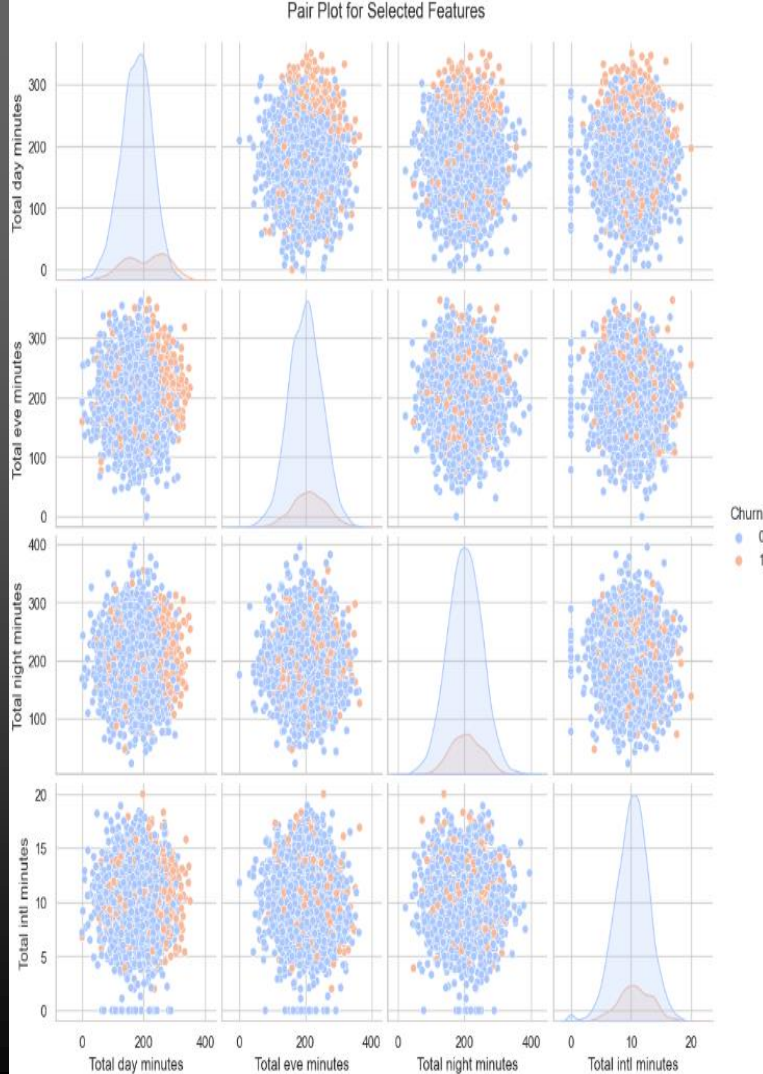 Pair Plot for Selected Features
Total day minutes
300
200
100
0
Total eve minutes
300
200
100
0
Total night minutes
400
300
200
100
Total intl minutes
20
15
10
5
0
0 200 400
Total day minutes
0 200 400
Total eve minutes
0 100 200 300 400
Total night minutes
0 10 20
Total intl minutes
Churn
0
1